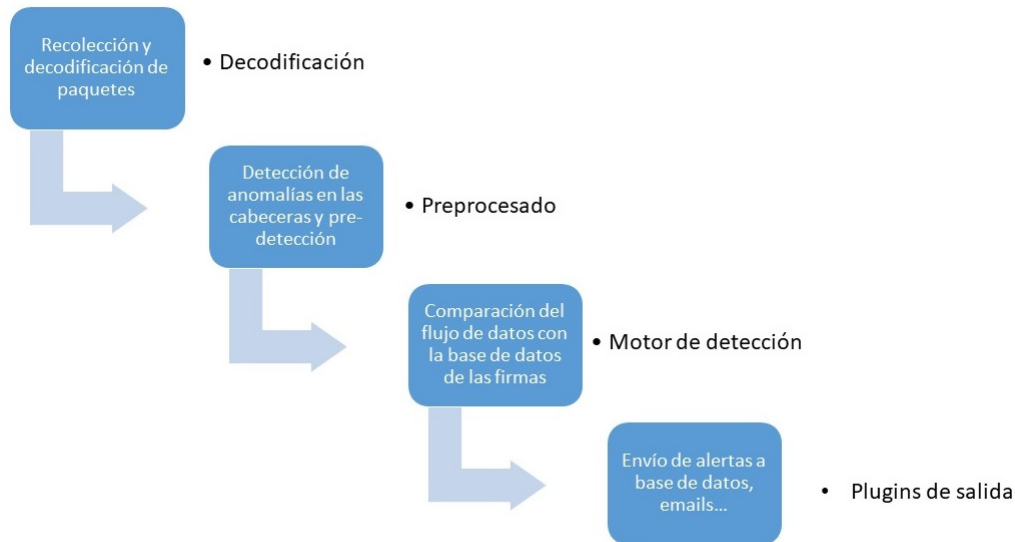 Recolección y
decodificación de
paquetes
• Decodificación
Detección de
anomalías en las
cabeceras y pre-
detección
• Preprocesado
Comparación del
flujo de datos con
la base de datos
de las firmas
• Motor de detección
Envío de alertas a
base de datos,
emails...
• Plugins de salida